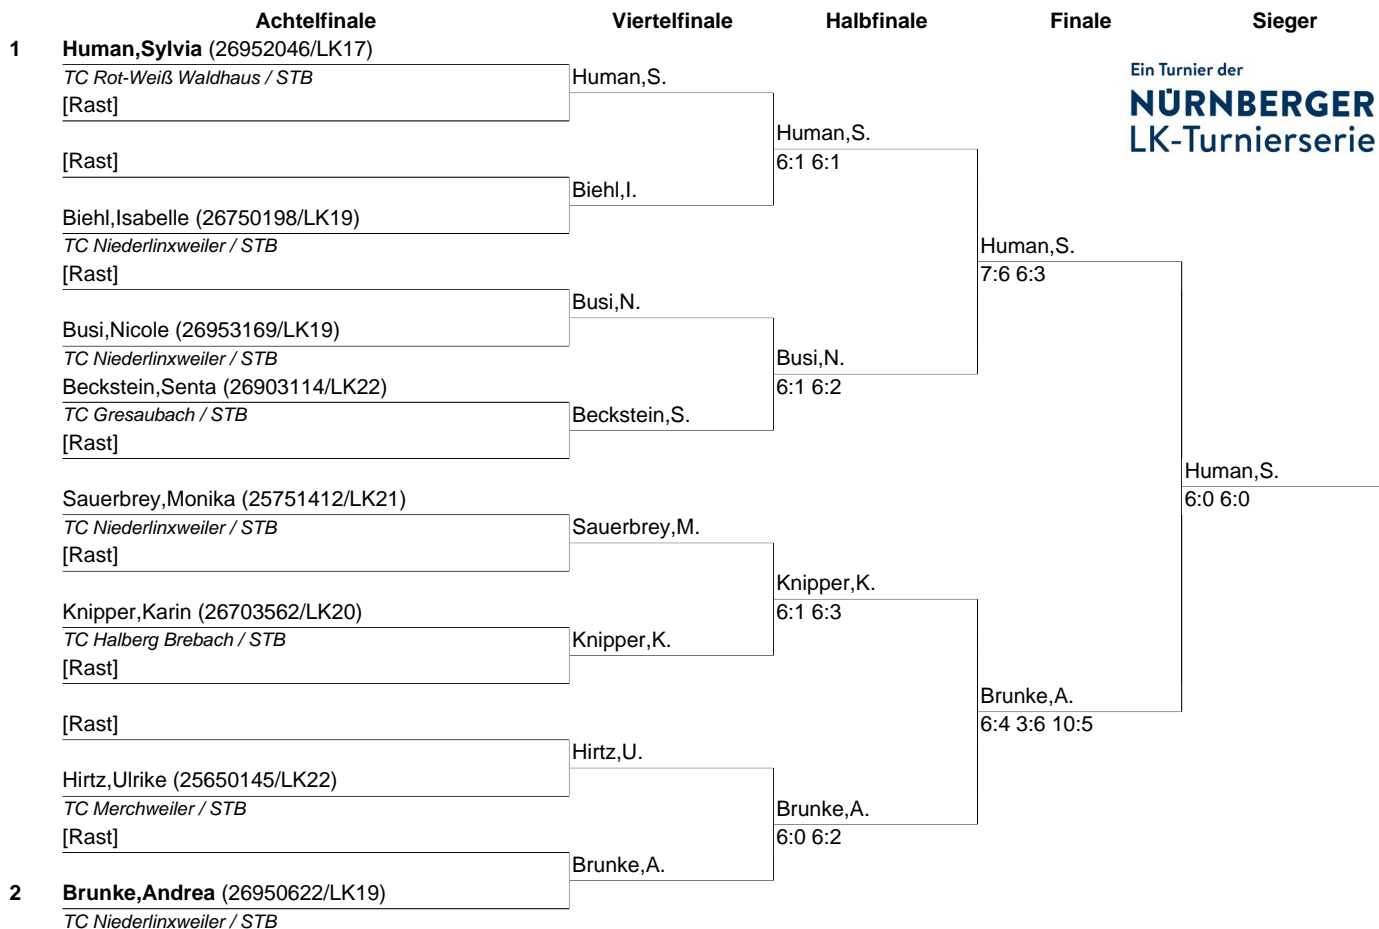 Achtelfinale Viertelfinale Halbfinale Finale Sieger
1 Human,Sylvia (26952046/LK17)
TC Rot-Weiß Waldhaus / STB
Human,S.
[Rast]
Ein Turnier der
NÜRNBERGER
LK-Turnierserie
Human,S.
[Rast]
6:1 6:1
Biehl,I.
Biehl,Isabelle (26750198/LK19)
TC Niederlinxweiler / STB
Human,S.
[Rast]
7:6 6:3
Busi,N.
Busi,Nicole (26953169/LK19)
TC Niederlinxweiler / STB
Busi,N.
Beckstein,Senta (26903114/LK22)
6:1 6:2
TC Gresaubach / STB
Beckstein,S.
[Rast]
Human,S.
Sauerbrey,Monika (25751412/LK21)
6:0 6:0
TC Niederlinxweiler / STB
Sauerbrey,M.
[Rast]
Knipper,K.
Knipper,Karin (26703562/LK20)
6:1 6:3
TC Halberg Brebach / STB
Knipper,K.
[Rast]
Brunke,A.
[Rast]
6:4 3:6 10:5
Hirtz,U.
Hirtz,Ulrike (25650145/LK22)
TC Merchweiler / STB
Brunke,A.
[Rast]
6:0 6:2
Brunke,A.
2 Brunke,Andrea (26950622/LK19)
TC Niederlinxweiler / STB